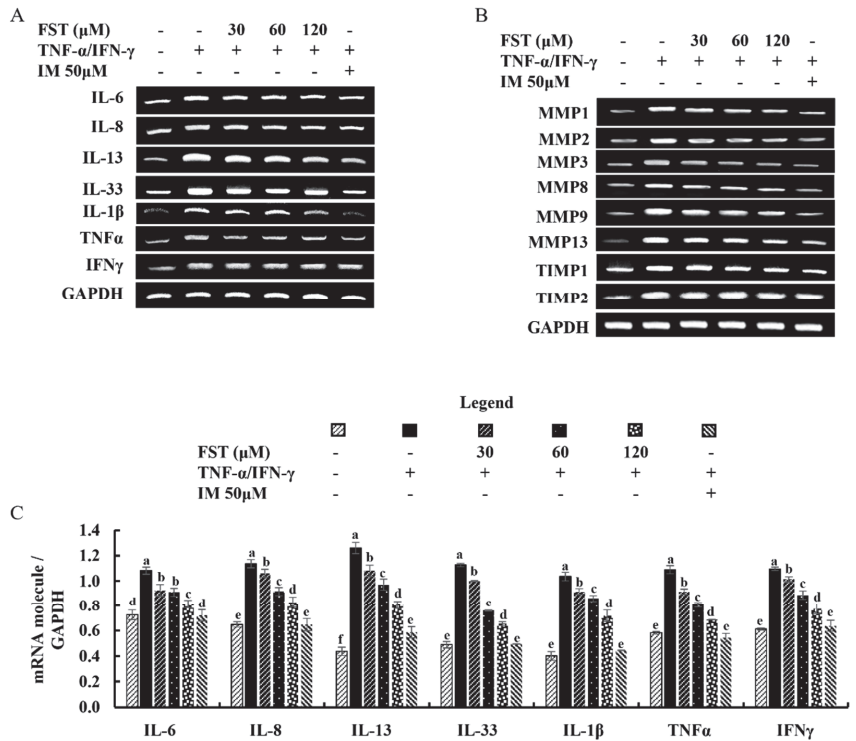 A
FST (µM) - - 30 60 120 -
TNF-α/IFN-γ - + + + + +
IM 50µM - - - - - +
IL-6
IL-8
IL-13
IL-33
IL-1β
TNFα
IFNγ
GAPDH
B
FST (µM) - - 30 60 120 -
TNF-α/IFN-γ - + + + + +
IM 50µM - - - - - +
MMP1
MMP2
MMP3
MMP8
MMP9
MMP13
TIMP1
TIMP2
GAPDH
Legend
FST (µM) - - 30 60 120 -
TNF-α/IFN-γ - + + + + +
IM 50µM - - - - - +
C
mRNA molecule /
GAPDH
1.4
1.2
1.0
0.8
0.6
0.4
0.2
0.0
d a b b c d
e a b c d e
f a b c d e
e a b c d e
e a b c d e
e a b c d e
e a b c d e
IL-6 IL-8 IL-13 IL-33 IL-1β TNFα IFNγ